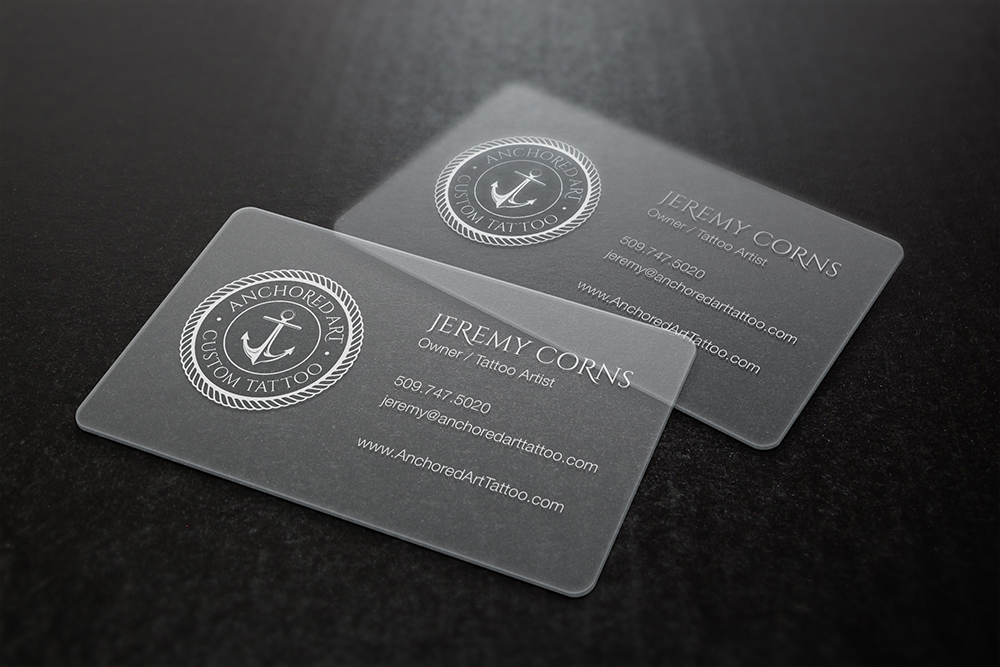 ANCHORED ART
CUSTOM TATTOO
JEREMY CORNS
Owner / Tattoo Artist
509.747.5020
jeremy@anchoredarttattoo.com
www.AnchoredArtTattoo.com
ANCHORED ART
CUSTOM TATTOO
JEREMY CORNS
Owner / Tattoo Artist
509.747.5020
jeremy@anchoredarttattoo.com
www.AnchoredArtTattoo.com